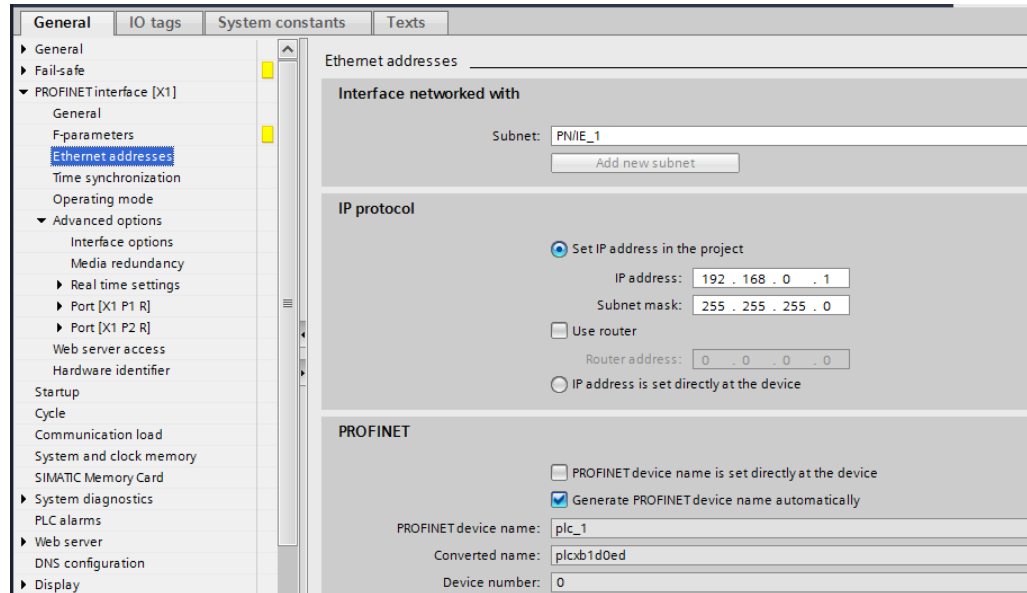 General IO tags System constants Texts
General
Fail-safe
PROFINET interface [X1]
General
F-parameters
Ethernet addresses
Time synchronization
Operating mode
Advanced options
Interface options
Media redundancy
Real time settings
Port [X1 P1 R]
Port [X1 P2 R]
Web server access
Hardware identifier
Startup
Cycle
Communication load
System and clock memory
SIMATIC Memory Card
System diagnostics
PLC alarms
Web server
DNS configuration
Display
Ethernet addresses
Interface networked with
Subnet: PN/IE_1
Add new subnet
IP protocol
Set IP address in the project
IP address: 192 . 168 . 0 . 1
Subnet mask: 255 . 255 . 255 . 0
Use router
Router address: 0 . 0 . 0 . 0
IP address is set directly at the device
PROFINET
PROFINET device name is set directly at the device
Generate PROFINET device name automatically
PROFINET device name: plc_1
Converted name: plcxb1d0ed
Device number: 0